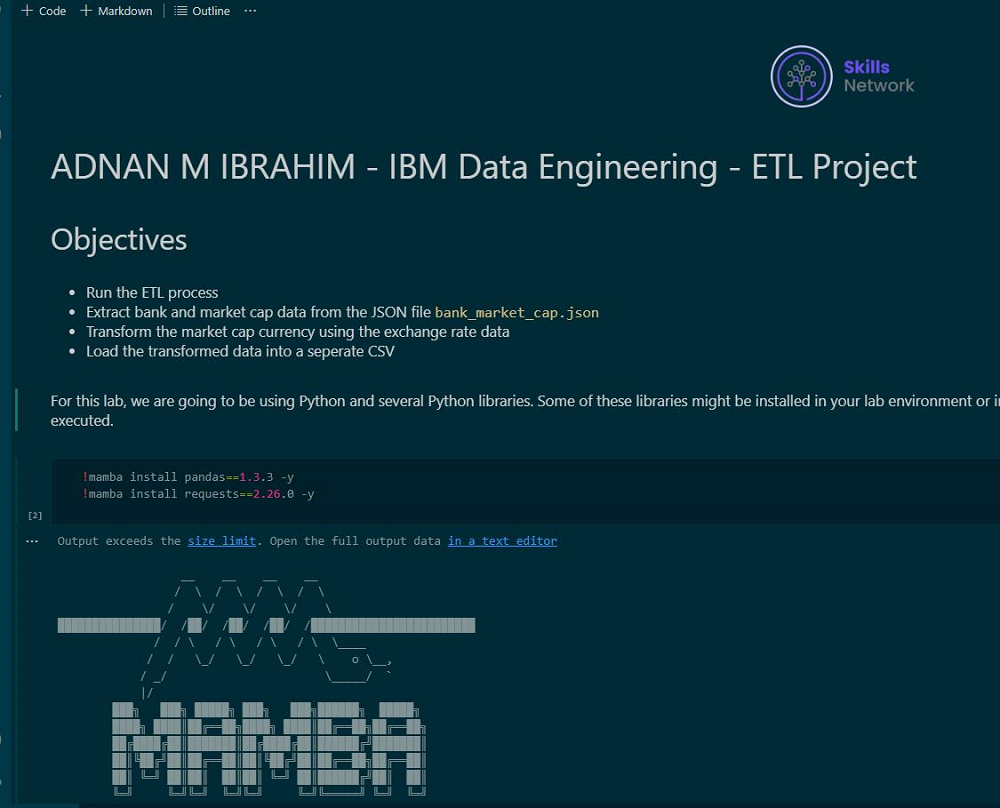 + Code + Markdown | Outline ...
Skills
Network
ADNAN M IBRAHIM - IBM Data Engineering - ETL Project
Objectives
• Run the ETL process
• Extract bank and market cap data from the JSON file bank_market_cap.json
• Transform the market cap currency using the exchange rate data
• Load the transformed data into a seperate CSV
For this lab, we are going to be using Python and several Python libraries. Some of these libraries might be installed in your lab environment or
executed.
!mamba install pandas==1.3.3 -y
!mamba install requests==2.26.0 -y
[2]
... Output exceeds the size limit. Open the full output data in a text editor
MAMBA